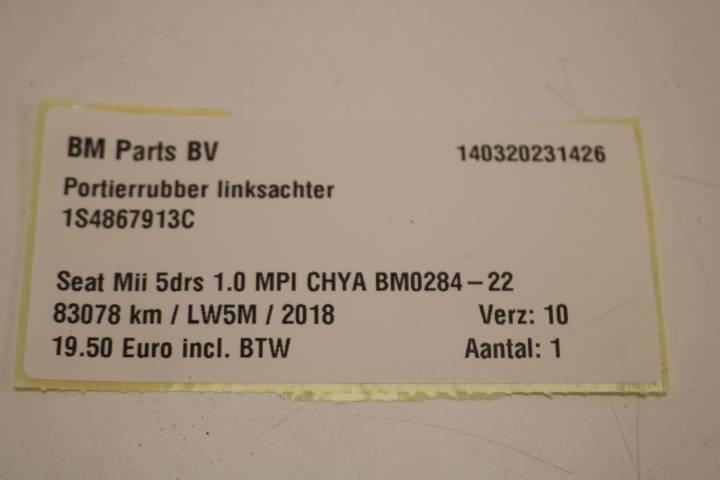 BM Parts BV 140320231426
Portierrubber linksachter
1S4867913C
Seat Mii 5drs 1.0 MPI CHYA BM0284-22
83078 km / LW5M / 2018 Verz: 10
19.50 Euro incl. BTW Aantal: 1